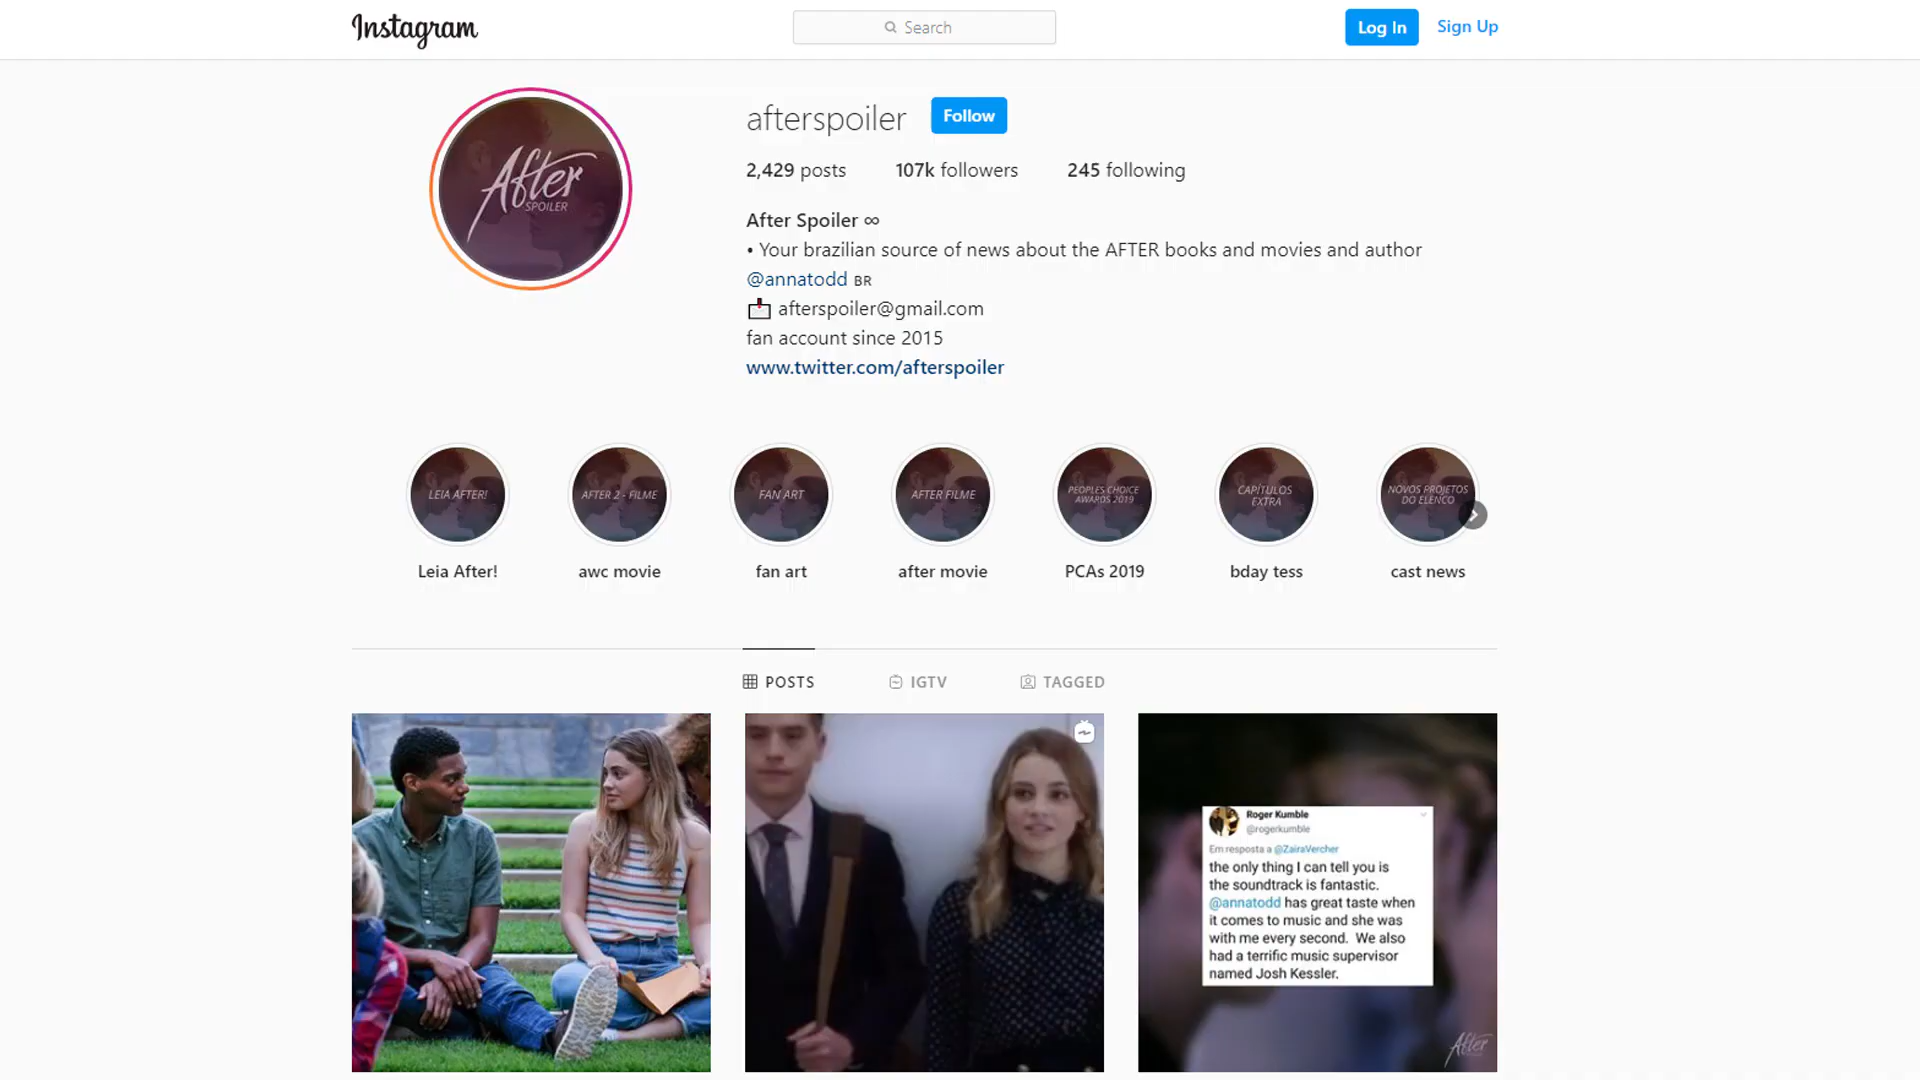 Instagram
Search
Log In
Sign Up
After
SPOILER
afterspoiler
Follow
2,429 posts
107k followers
245 following
After Spoiler ∞
• Your brazilian source of news about the AFTER books and movies and author
@annatodd BR
afterspoiler@gmail.com
fan account since 2015
www.twitter.com/afterspoiler
LEIA AFTER!
AFTER 2 - FILME
FAN ART
AFTER FILME
PEOPLES CHOICE
AWARDS 2019
CAPÍTULOS
EXTRA
NOVOS PROJETOS
DO ELENCO
Leia After!
awc movie
fan art
after movie
PCAs 2019
bday tess
cast news
POSTS
IGTV
TAGGED
Roger Kumble
@rogerkumble
Em resposta a @ZairaVercher
the only thing I can tell you is
the soundtrack is fantastic.
@annatodd has great taste when
it comes to music and she was
with me every second. We also
had a terrific music supervisor
named Josh Kessler.
After